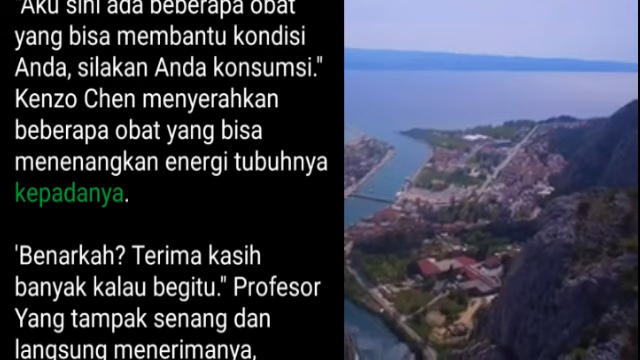 "Aku sini ada beberapa obat
yang bisa membantu kondisi
Anda, silakan Anda konsumsi."
Kenzo Chen menyerahkan
beberapa obat yang bisa
menenangkan energi tubuhnya
kepadanya.
'Benarkah? Terima kasih
banyak kalau begitu." Profesor
Yang tampak senang dan
langsung menerimanya,